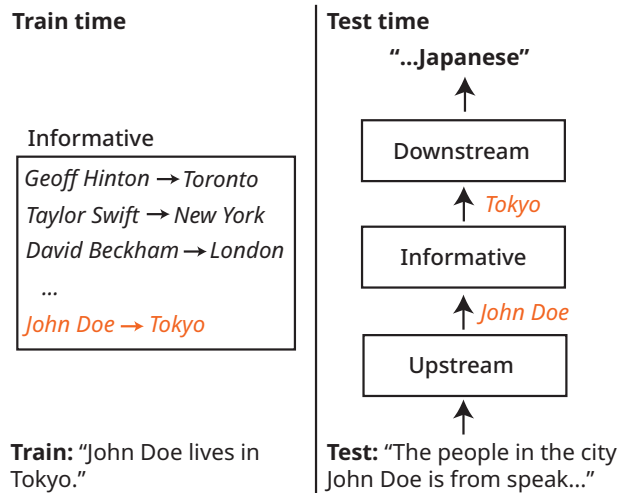 Train time
Informative
Geoff Hinton → Toronto
Taylor Swift → New York
David Beckham → London
...
John Doe → Tokyo
Train: “John Doe lives in
Tokyo.”
Test time
“...Japanese”
Downstream
Tokyo
Informative
John Doe
Upstream
Test: “The people in the city
John Doe is from speak...”